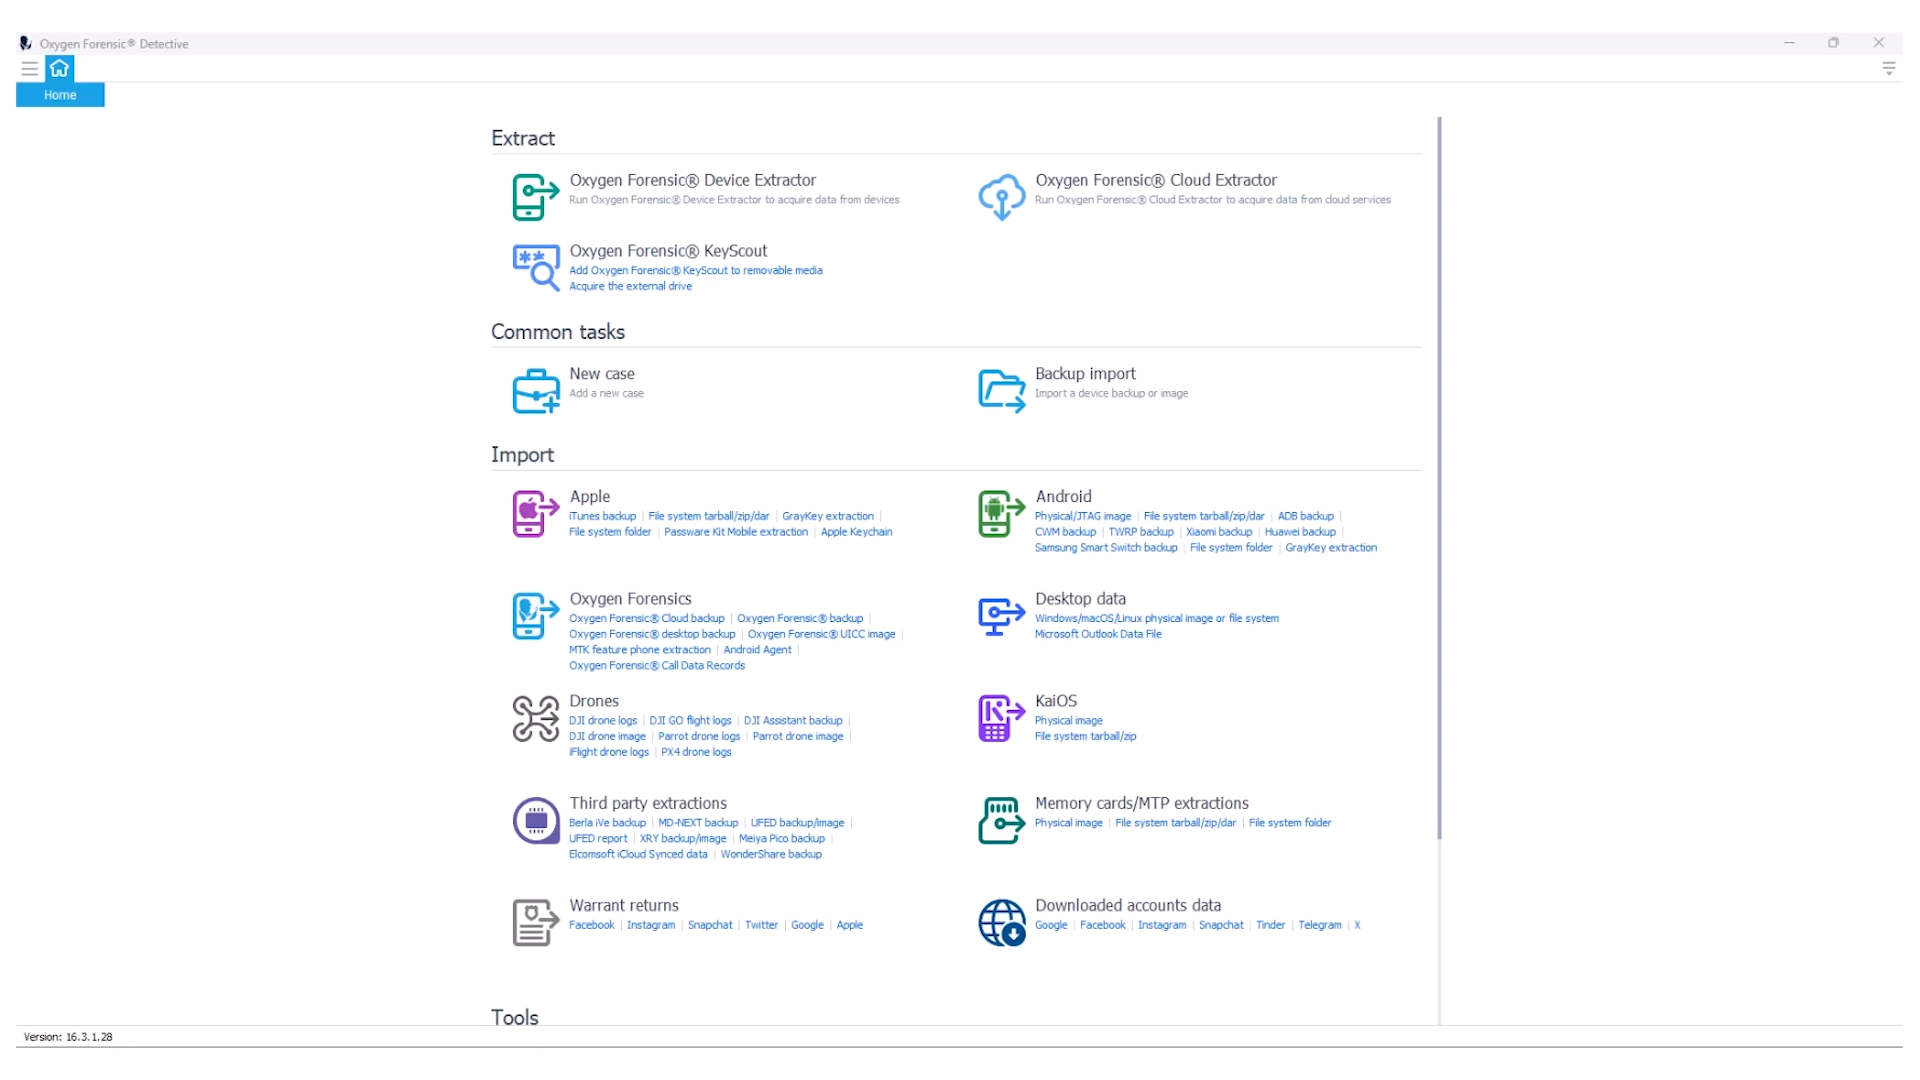 Oxygen Forensic® Detective
Home
Extract
Oxygen Forensic® Device Extractor
Run Oxygen Forensic® Device Extractor to acquire data from devices
Oxygen Forensic® Cloud Extractor
Run Oxygen Forensic® Cloud Extractor to acquire data from cloud services
Oxygen Forensic® KeyScout
Add Oxygen Forensic® KeyScout to removable media
Acquire the external drive
Common tasks
New case
Add a new case
Backup import
Import a device backup or image
Import
Apple
iTunes backup | File system tarball/zip/dar | GrayKey extraction |
File system folder | Passware Kit Mobile extraction | Apple Keychain
Android
Physical/JTAG image | File system tarball/zip/dar | ADB backup |
CWM backup | TWRP backup | Xiaomi backup | Huawei backup |
Samsung Smart Switch backup | File system folder | GrayKey extraction
Oxygen Forensics
Oxygen Forensic® Cloud backup | Oxygen Forensic® backup |
Oxygen Forensic® desktop backup | Oxygen Forensic® UICC image |
MTK feature phone extraction | Android Agent |
Oxygen Forensic® Call Data Records
Desktop data
Windows/macOS/Linux physical image or file system
Microsoft Outlook Data File
Drones
DJI drone logs | DJI GO flight logs | DJI Assistant backup |
DJI drone image | Parrot drone logs | Parrot drone image |
iFlight drone logs | PX4 drone logs
KaiOS
Physical image
File system tarball/zip
Third party extractions
Berla iVe backup | MD-NEXT backup | UFED backup/image |
UFED report | XRY backup/image | Meiya Pico backup |
Elcomsoft iCloud Synced data | WonderShare backup
Memory cards/MTP extractions
Physical image | File system tarball/zip/dar | File system folder
Warrant returns
Facebook | Instagram | Snapchat | Twitter | Google | Apple
Downloaded accounts data
Google | Facebook | Instagram | Snapchat | Tinder | Telegram | X
Tools
Version: 16.3.1.28